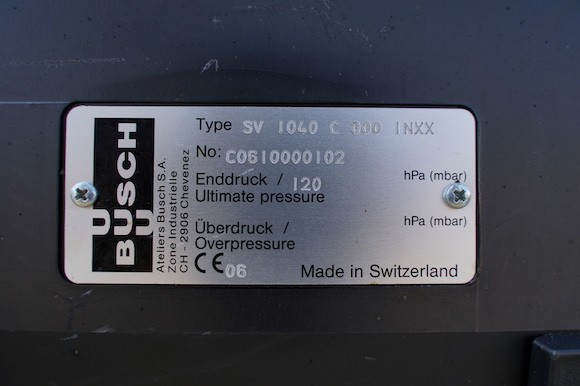 BUSCH
Ateliers Busch S.A.
Zone Industrielle
CH - 2906 Chevenez
Type SV 1040 C 000 INXX
No: C0610000102
Enddruck / 120 hPa (mbar)
Ultimate pressure
Überdruck / hPa (mbar)
Overpressure
CE 06 Made in Switzerland